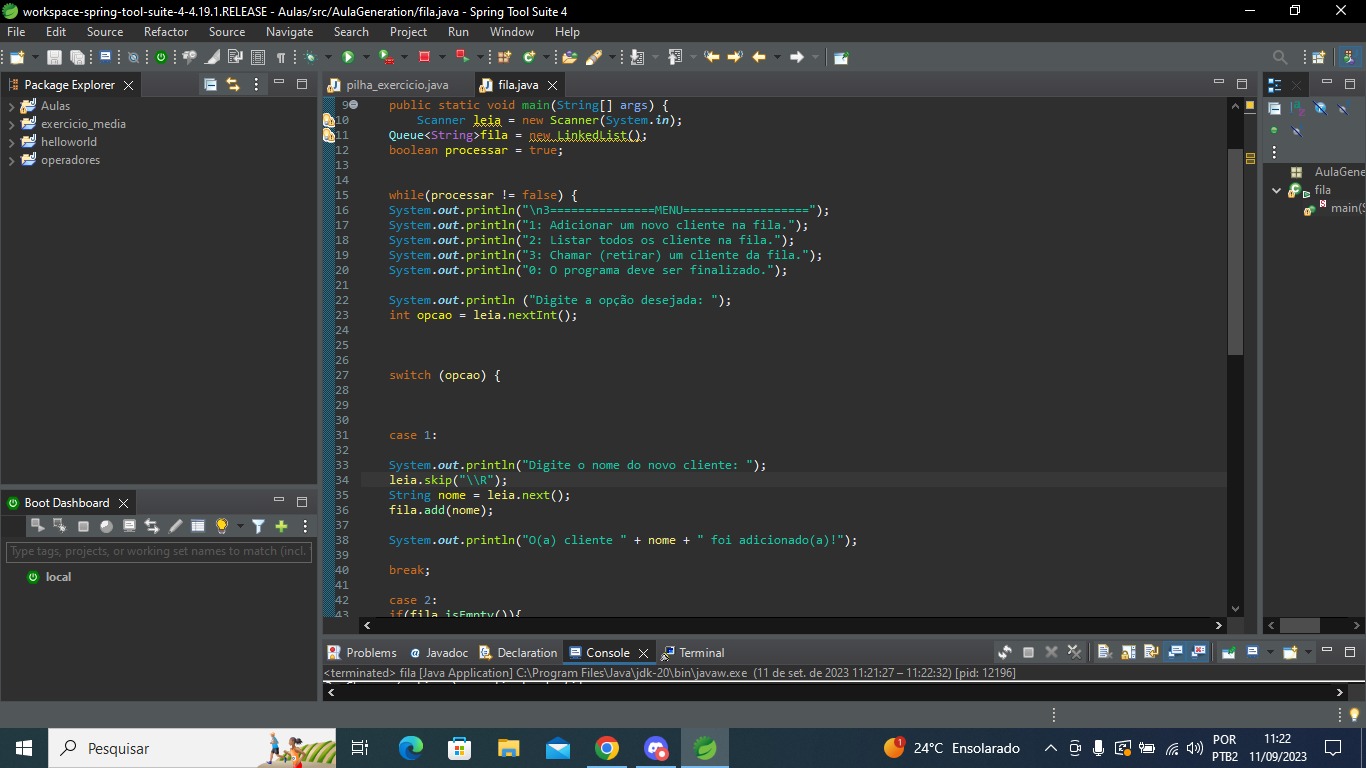 workspace-spring-tool-suite-4-4.19.1.RELEASE - Aulas/src/AulaGeneration/fila.java - Spring Tool Suite 4
File Edit Source Refactor Source Navigate Search Project Run Window Help
Package Explorer
Aulas
exercicio_media
helloworld
operadores
Boot Dashboard
Type tags, projects, or working set names to match (incl.
local
pilha_exercicio.java
fila.java
9 public static void main(String[] args) {
10 Scanner leia = new Scanner(System.in);
11 Queue<String>fila = new LinkedList();
12 boolean processar = true;
13
14
15 while(processar != false) {
16 System.out.println("\n3===============MENU==================");
17 System.out.println("1: Adicionar um novo cliente na fila.");
18 System.out.println("2: Listar todos os cliente na fila.");
19 System.out.println("3: Chamar (retirar) um cliente da fila.");
20 System.out.println("0: O programa deve ser finalizado.");
21
22 System.out.println ("Digite a opção desejada: ");
23 int opcao = leia.nextInt();
24
25
26
27 switch (opcao) {
28
29
30
31 case 1:
32
33 System.out.println("Digite o nome do novo cliente: ");
34 leia.skip("\\R");
35 String nome = leia.next();
36 fila.add(nome);
37
38 System.out.println("O(a) cliente " + nome + " foi adicionado(a)!");
39
40 break;
41
42 case 2:
43 if(fila.isEmpty()){
AulaGene
fila
main(S
Problems Javadoc Declaration Console Terminal
<terminated> fila [Java Application] C:\Program Files\Java\jdk-20\bin\javaw.exe (11 de set. de 2023 11:21:27 – 11:22:32) [pid: 12196]
Pesquisar
1
24°C Ensolarado
POR
PTB2
11:22
11/09/2023